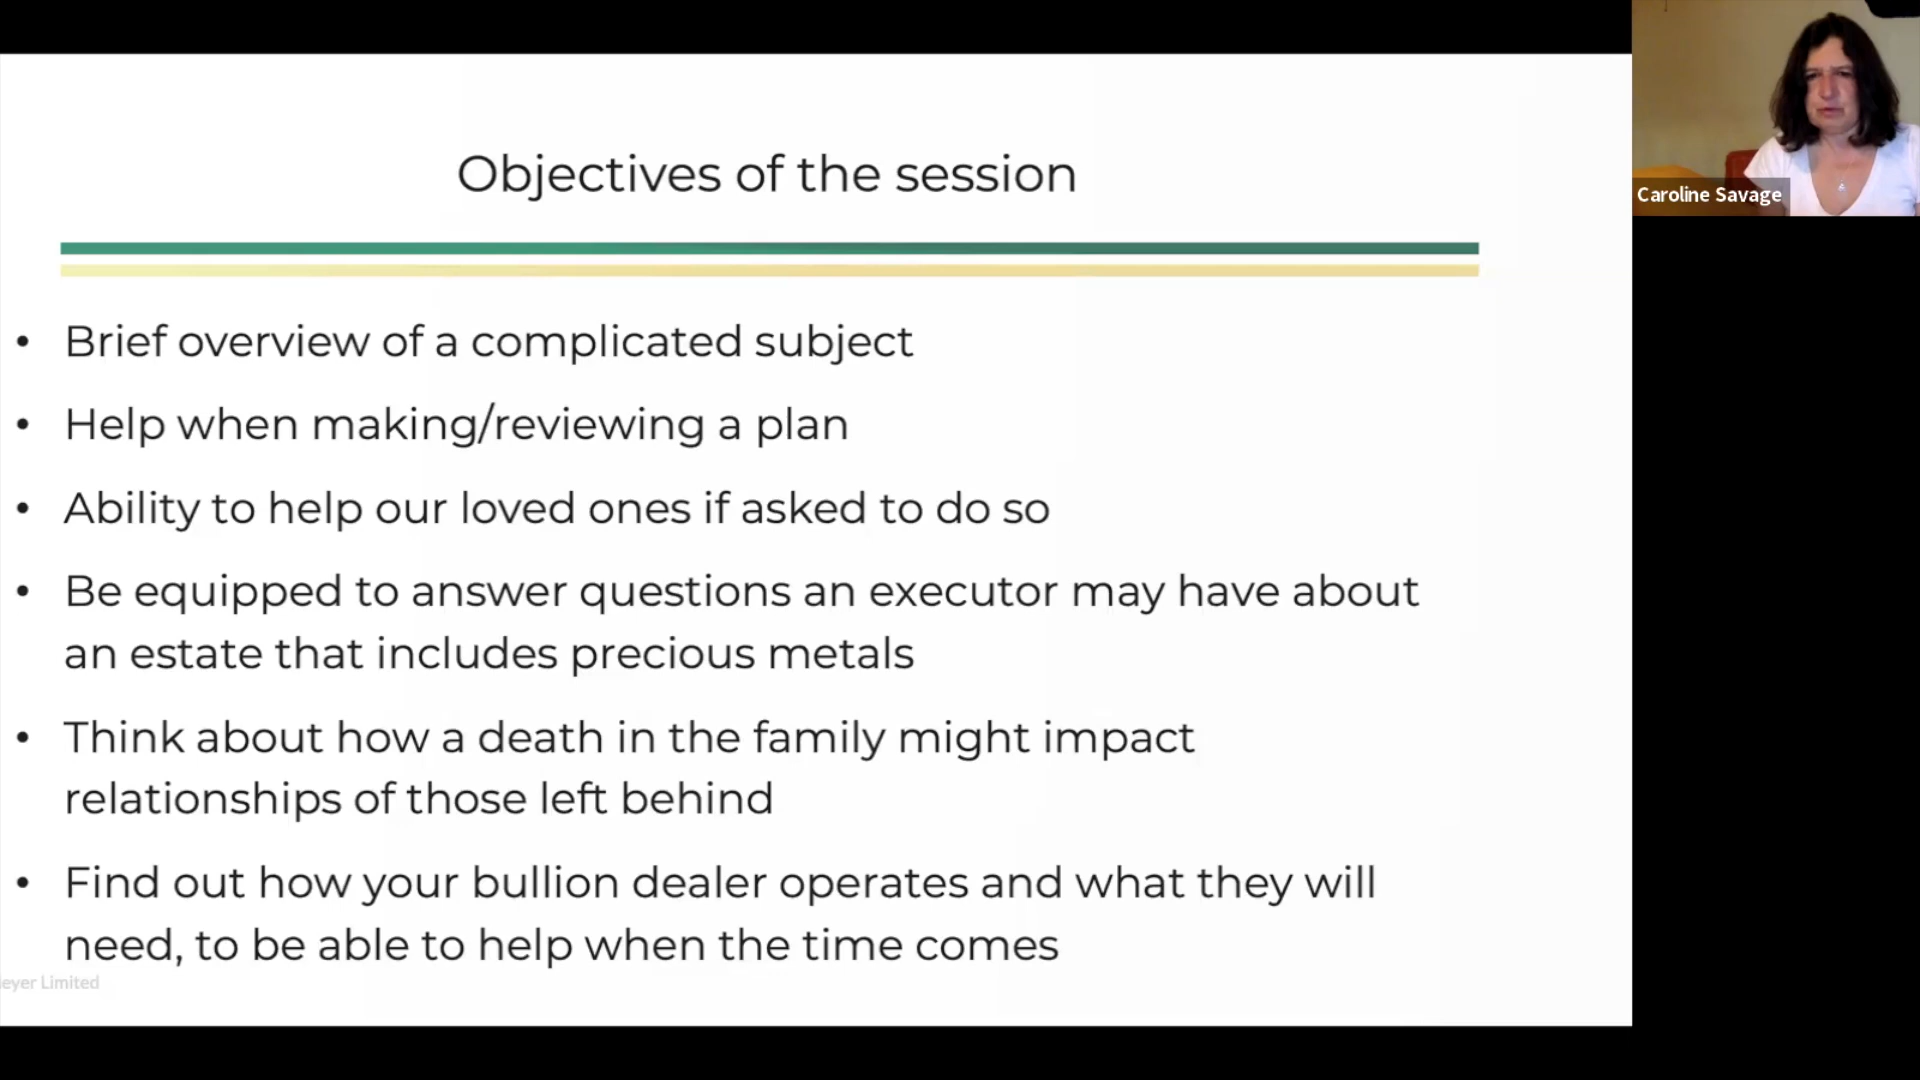 Objectives of the session
Caroline Savage
• Brief overview of a complicated subject
• Help when making/reviewing a plan
• Ability to help our loved ones if asked to do so
• Be equipped to answer questions an executor may have about
an estate that includes precious metals
• Think about how a death in the family might impact
relationships of those left behind
• Find out how your bullion dealer operates and what they will
need, to be able to help when the time comes
eyer Limited